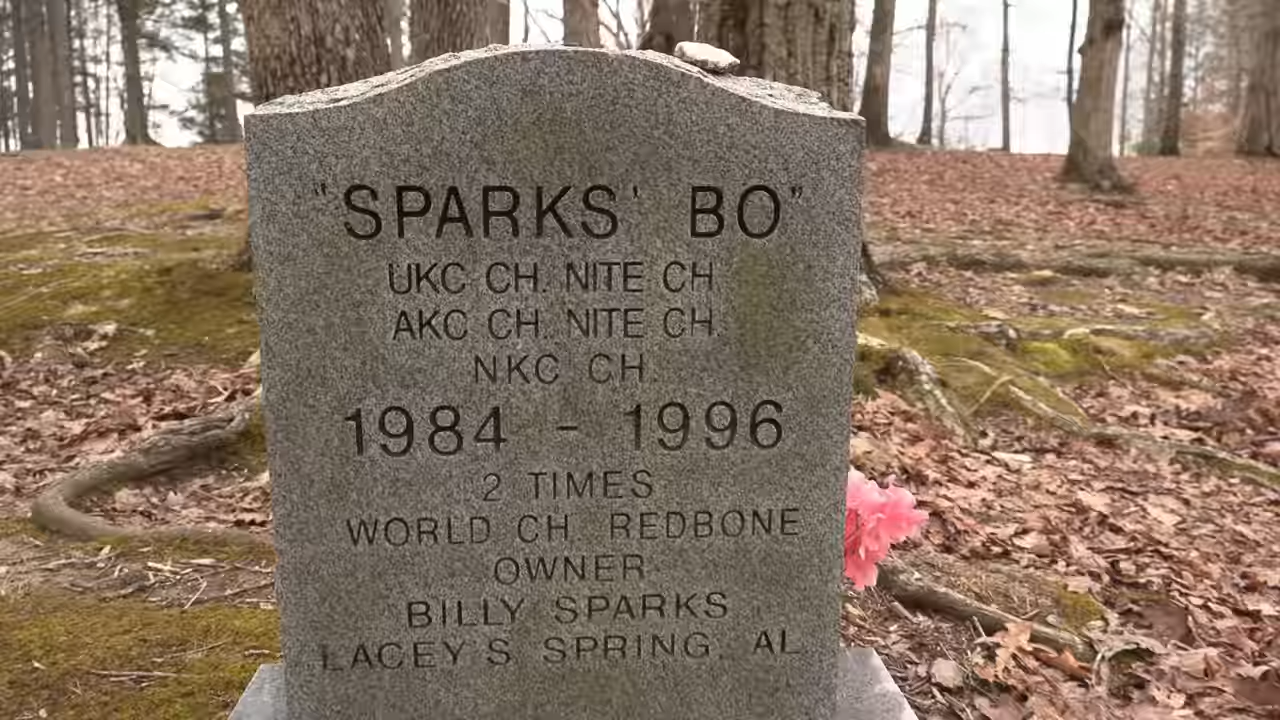 "SPARKS' BO"
UKC CH. NITE CH.
AKC CH. NITE CH.
NKC CH.
1984 - 1996
2 TIMES
WORLD CH. REDBONE
OWNER
BILLY SPARKS
LACEY'S SPRING, AL